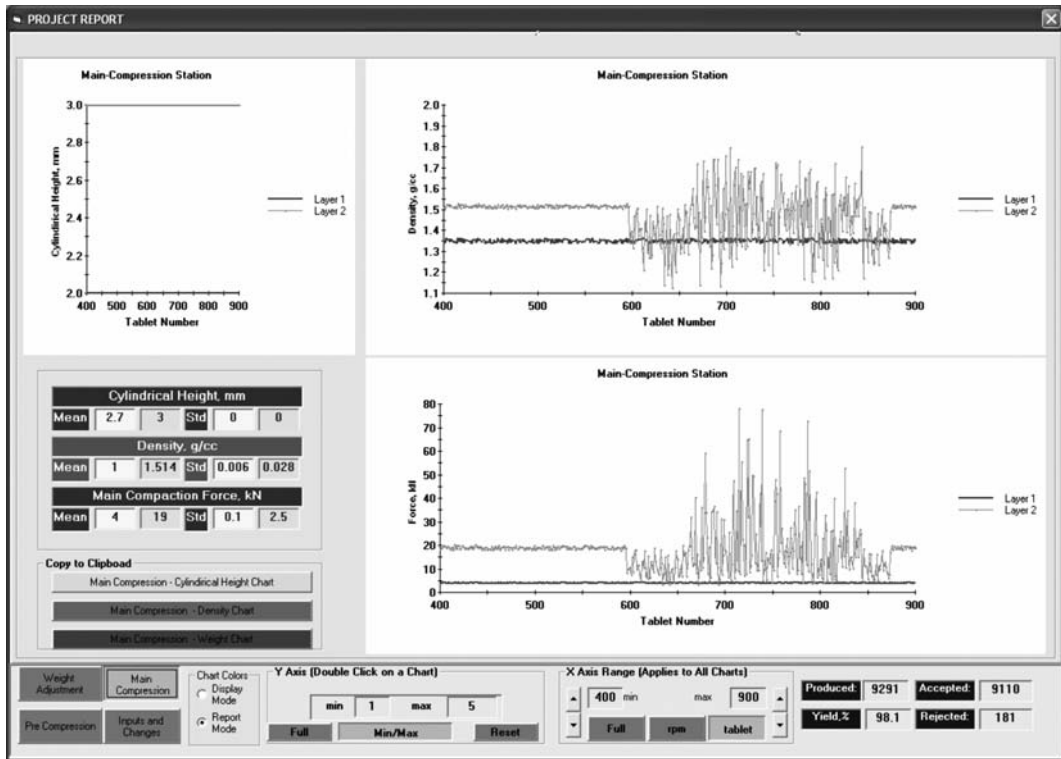 PROJECT REPORT
Main-Compression Station
Cylindrical Height, mm
3.0
2.8
2.6
2.4
2.2
2.0
400 500 600 700 800 900
Tablet Number
Layer 1
Layer 2
Main-Compression Station
Density, g/cc
2.0
1.9
1.8
1.7
1.6
1.5
1.4
1.3
1.2
1.1
400 500 600 700 800 900
Tablet Number
Layer 1
Layer 2
Cylindrical Height, mm
Mean 2.7 3 Std 0 0
Density, g/cc
Mean 1 1.514 Std 0.006 0.028
Main Compaction Force, kN
Mean 4 19 Std 0.1 2.5
Main-Compression Station
Force, kN
80
70
60
50
40
30
20
10
0
400 500 600 700 800 900
Tablet Number
Layer 1
Layer 2
Copy to Clipboad
Main Compression - Cylindrical Height Chart
Main Compression - Density Chart
Main Compression - Weight Chart
Weight
Adjustment
Main
Compression
Pre Compression
Inputs and
Changes
Chart Colors
Display
Mode
Report
Mode
Y Axis (Double Click on a Chart)
min 1 max 5
Full Min/Max Reset
X Axis Range (Applies to All Charts)
400 min max 900
Full rpm tablet
Produced: 9291 Accepted: 9110
Yield,% 98.1 Rejected: 181